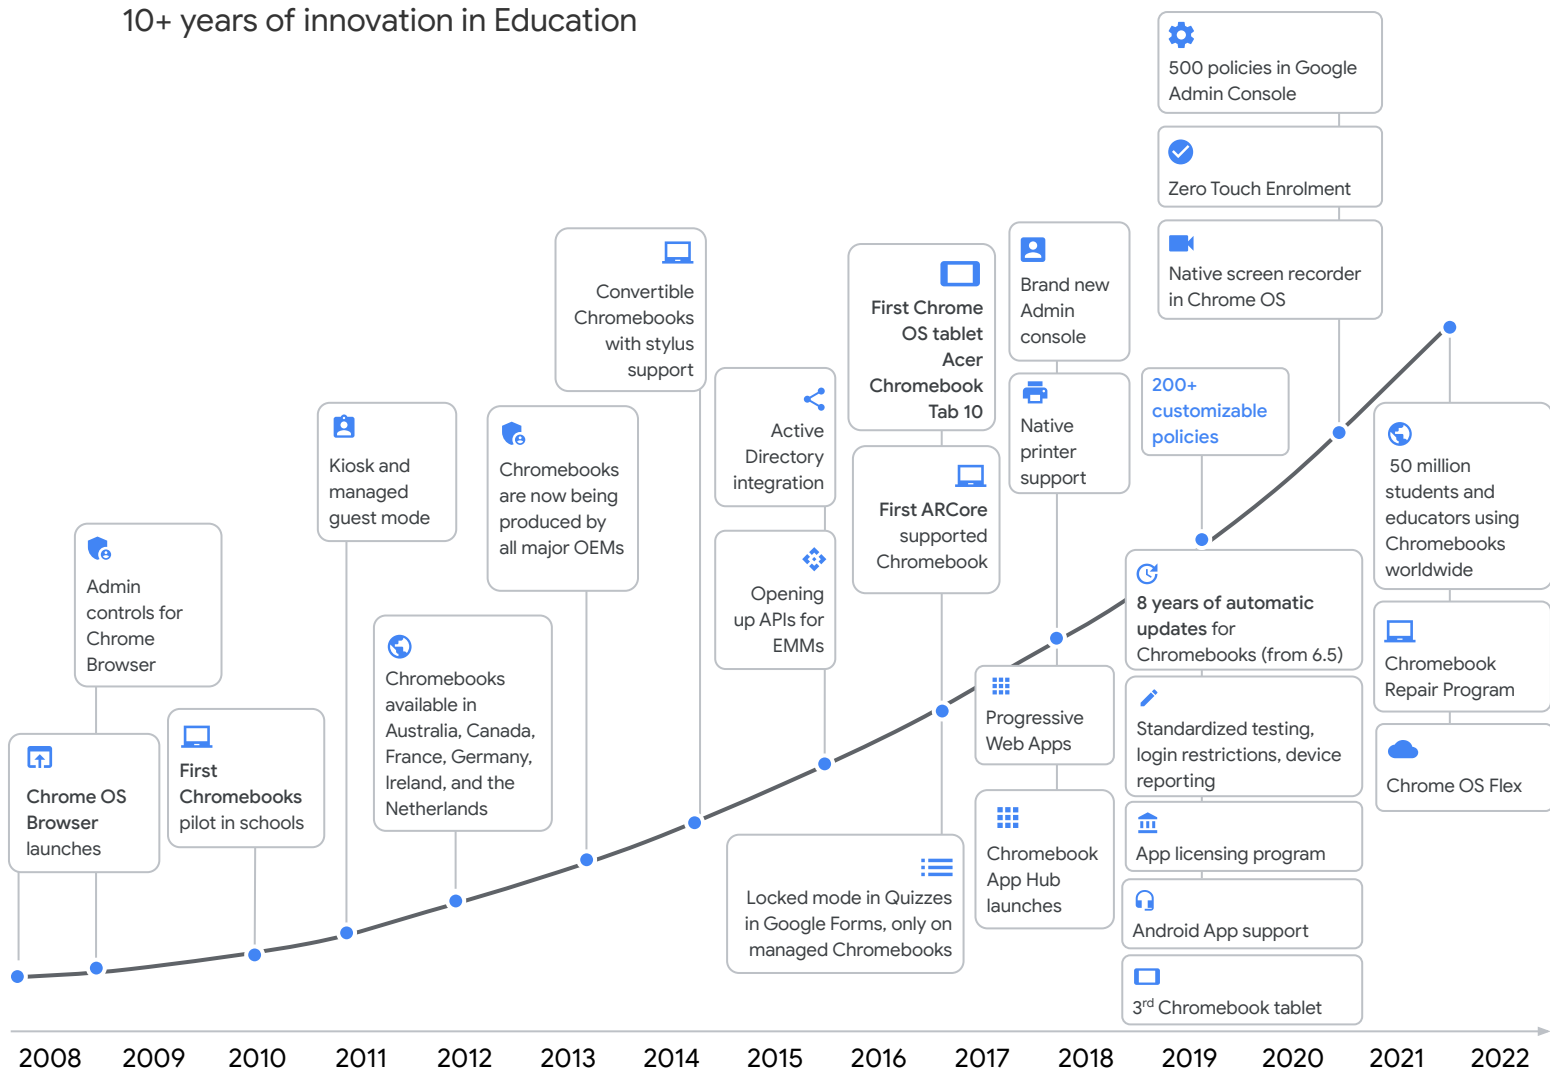 10+ years of innovation in Education
500 policies in Google
Admin Console
Zero Touch Enrolment
Native screen recorder
in Chrome OS
Convertible
Chromebooks
with stylus
support
First Chrome
OS tablet
Acer
Chromebook
Tab 10
Brand new
Admin
console
Active
Directory
integration
Native
printer
support
200+
customizable
policies
Kiosk and
managed
guest mode
Chromebooks
are now being
produced by
all major OEMs
50 million
students and
educators using
Chromebooks
worldwide
First ARCore
supported
Chromebook
Admin
controls for
Chrome
Browser
Opening
up APIs for
EMMs
8 years of automatic
updates for
Chromebooks (from 6.5)
Chromebooks
available in
Australia, Canada,
France, Germany,
Ireland, and the
Netherlands
Chromebook
Repair Program
Progressive
Web Apps
Standardized testing,
login restrictions, device
reporting
Chrome OS
Browser
launches
First
Chromebooks
pilot in schools
Chrome OS Flex
Chromebook
App Hub
launches
App licensing program
Locked mode in Quizzes
in Google Forms, only on
managed Chromebooks
Android App support
3rd Chromebook tablet
2008 2009 2010 2011 2012 2013 2014 2015 2016 2017 2018 2019 2020 2021 2022